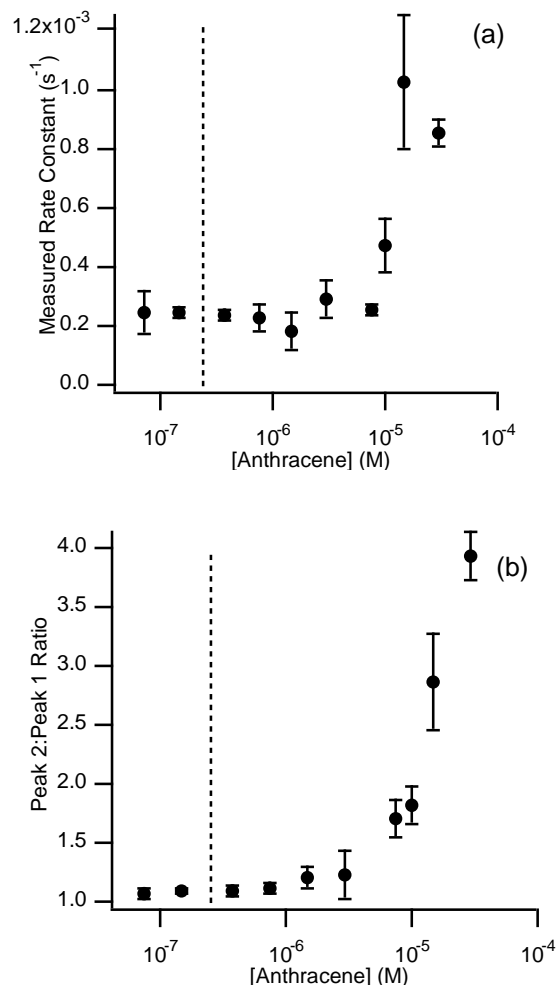 (a)
Measured Rate Constant (s⁻¹)
1.2x10⁻³
1.0
0.8
0.6
0.4
0.2
0.0
10⁻⁷ 10⁻⁶ 10⁻⁵ 10⁻⁴
[Anthracene] (M)
(b)
Peak 2:Peak 1 Ratio
4.0
3.5
3.0
2.5
2.0
1.5
1.0
10⁻⁷ 10⁻⁶ 10⁻⁵ 10⁻⁴
[Anthracene] (M)